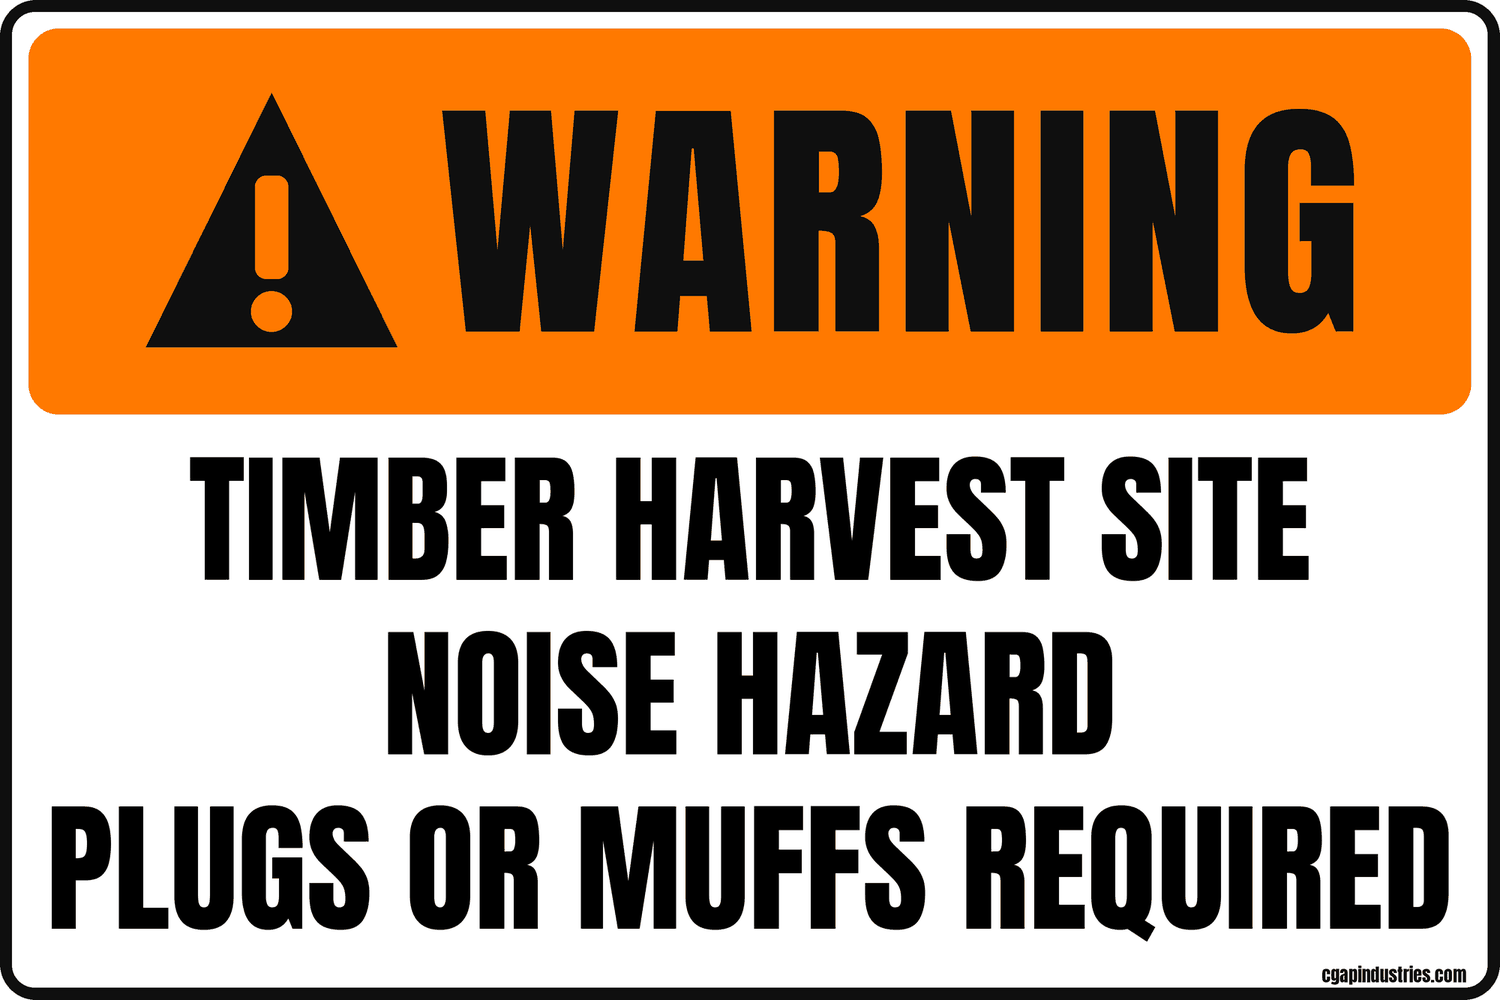 WARNING
TIMBER HARVEST SITE
NOISE HAZARD
PLUGS OR MUFFS REQUIRED
cgapindustries.com